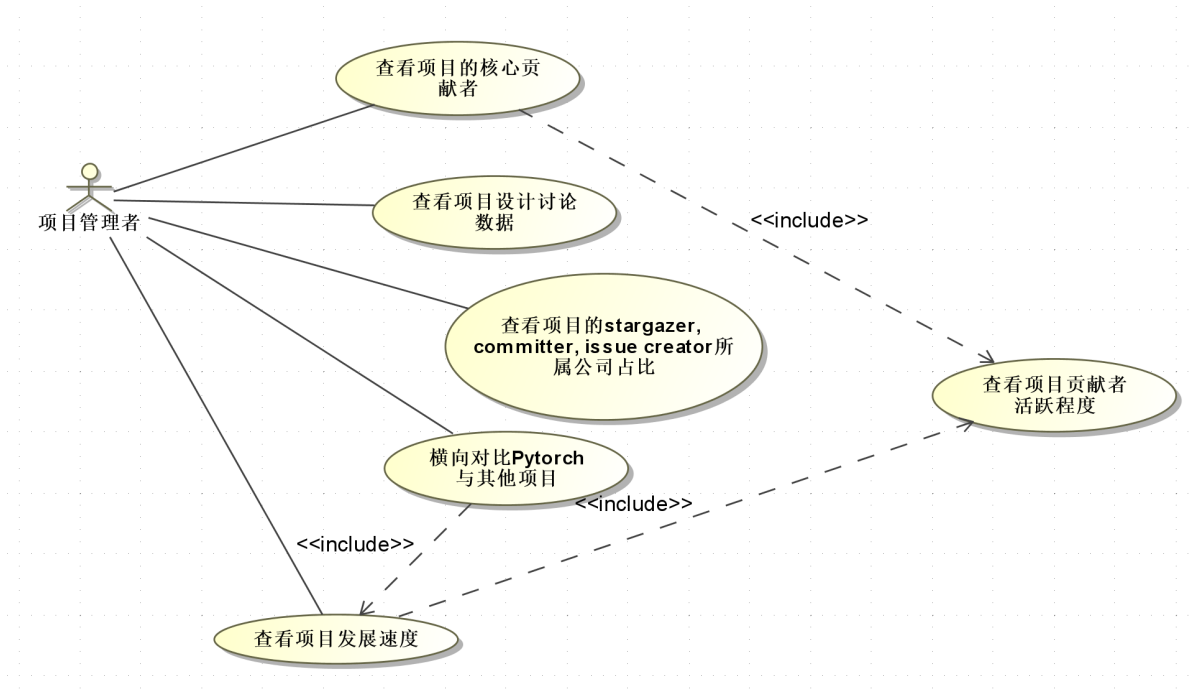 查看项目的核心贡
献者
项目管理者
查看项目设计讨论
数据
<<include>>
查看项目的stargazer,
committer, issue creator所
属公司占比
查看项目贡献者
活跃程度
横向对比Pytorch
与其他项目
<<include>>
<<include>>
查看项目发展速度